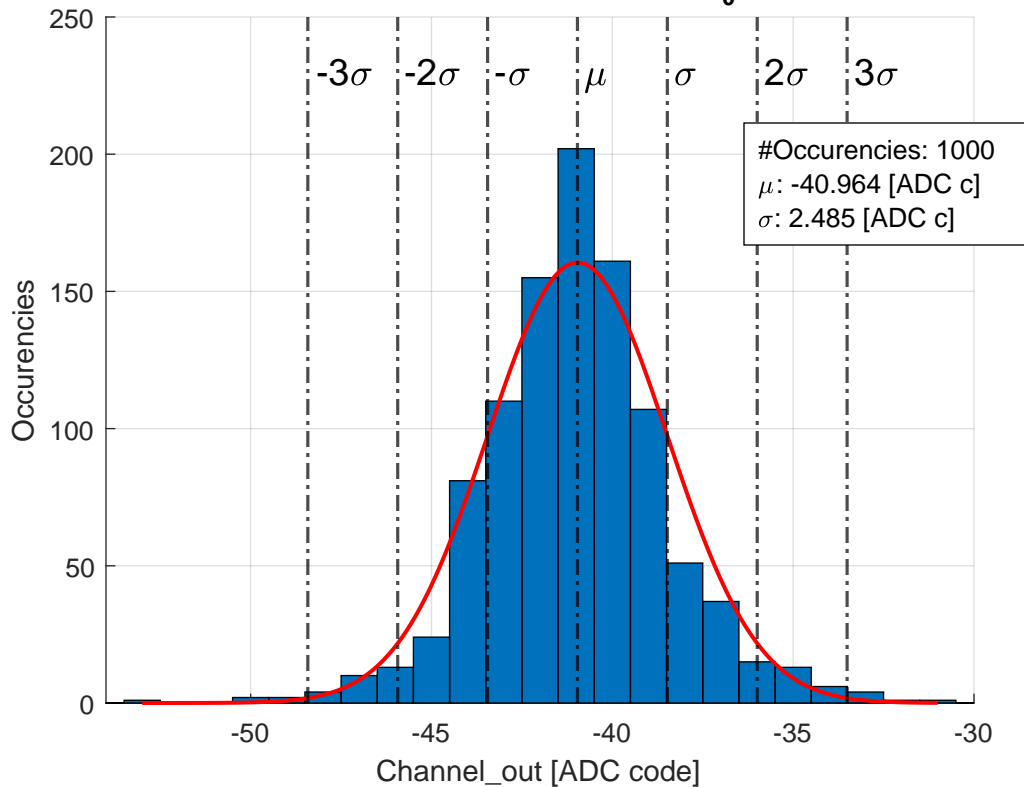 250
200
150
100
50
0
-3σ
-2σ
-σ
μ
σ
2σ
3σ
#Occurencies: 1000
μ: -40.964 [ADC c]
σ: 2.485 [ADC c]
Occurencies
-50
-45
-40
-35
-30
Channel_out [ADC code]